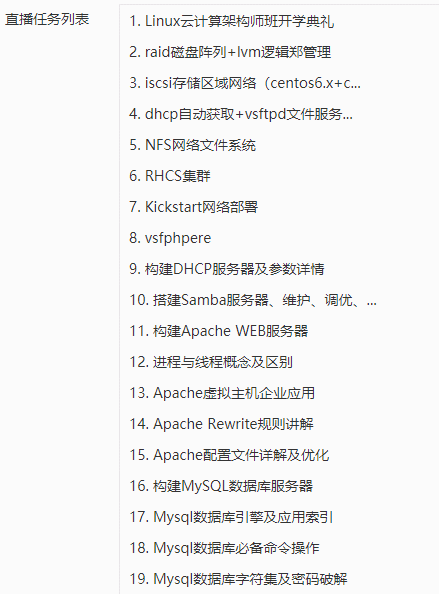 直播任务列表
1. Linux云计算架构师班开学典礼
2. raid磁盘阵列+lvm逻辑郑管理
3. iscsi存储区域网络（centos6.x+c...
4. dhcp自动获取+vsftpd文件服务...
5. NFS网络文件系统
6. RHCS集群
7. Kickstart网络部署
8. vsfphpere
9. 构建DHCP服务器及参数详情
10. 搭建Samba服务器、维护、调优、...
11. 构建Apache WEB服务器
12. 进程与线程概念及区别
13. Apache虚拟主机企业应用
14. Apache Rewrite规则讲解
15. Apache配置文件详解及优化
16. 构建MySQL数据库服务器
17. Mysql数据库引擎及应用索引
18. Mysql数据库必备命令操作
19. Mysql数据库字符集及密码破解